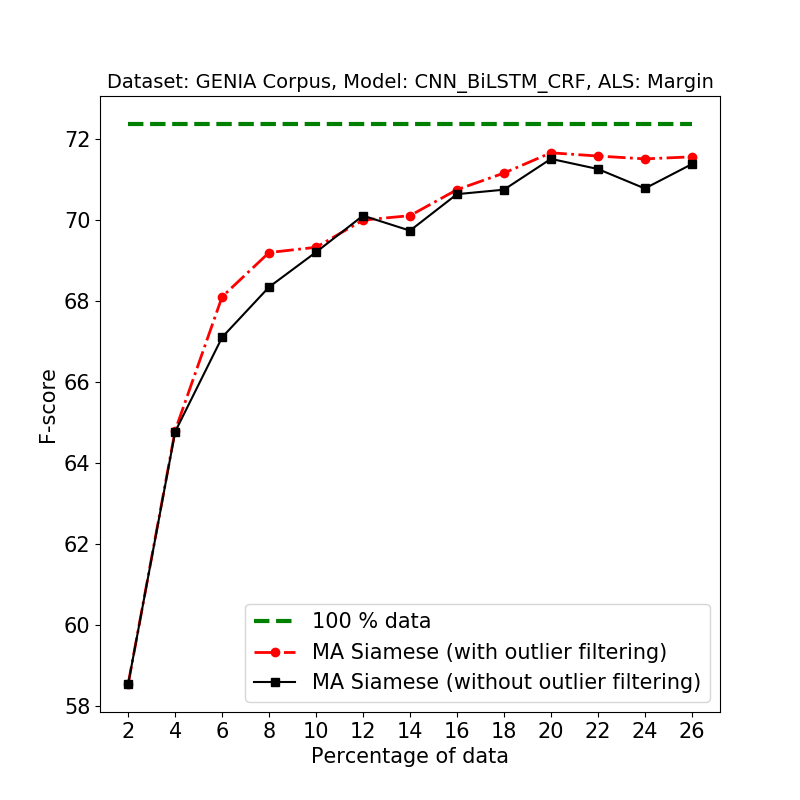 Dataset: GENIA Corpus, Model: CNN_BiLSTM_CRF, ALS: Margin
72
70
68
66
64
62
60
58
F-score
100 % data
MA Siamese (with outlier filtering)
MA Siamese (without outlier filtering)
2 4 6 8 10 12 14 16 18 20 22 24 26
Percentage of data